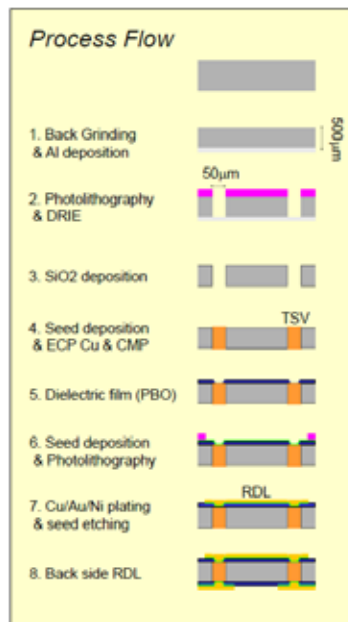 Process Flow
1. Back Grinding
& Al deposition
500μm
50μm
2. Photolithography
& DRIE
3. SiO2 deposition
TSV
4. Seed deposition
& ECP Cu & CMP
5. Dielectric film (PBO)
6. Seed deposition
& Photolithography
RDL
7. Cu/Au/Ni plating
& seed etching
8. Back side RDL